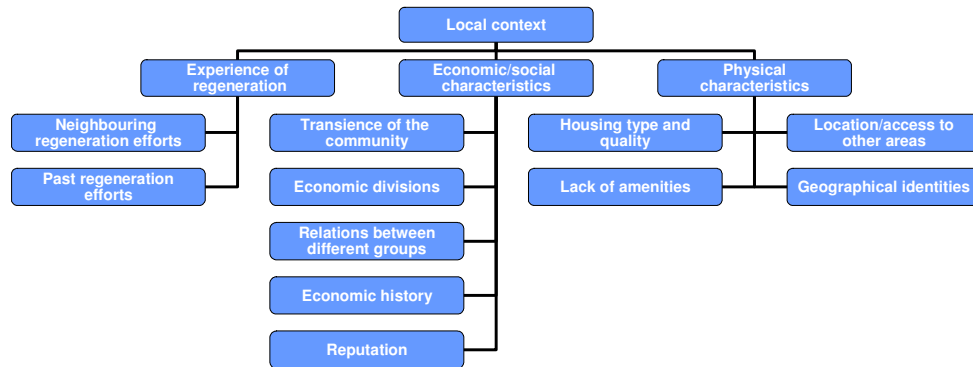 Local context
Experience of
regeneration
Economic/social
characteristics
Physical
characteristics
Neighbouring
regeneration efforts
Past regeneration
efforts
Transience of the
community
Economic divisions
Relations between
different groups
Economic history
Reputation
Housing type and
quality
Location/access to
other areas
Lack of amenities
Geographical identities